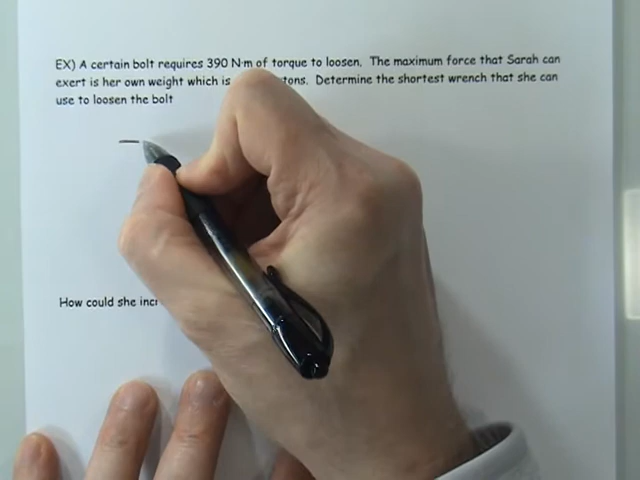 EX) A certain bolt requires 390 N·m of torque to loosen. The maximum force that Sarah can
exert is her own weight which is tons. Determine the shortest wrench that she can
use to loosen the bolt
How could she incr